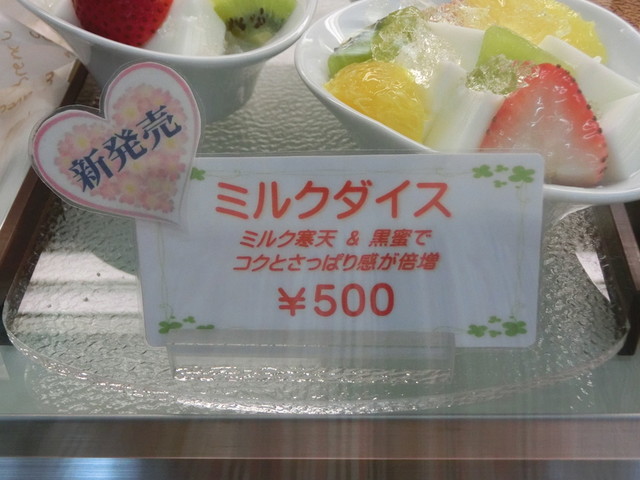 新発売
ミルクダイス
ミルク寒天 & 黒蜜で
コクとさっぱり感が倍増
¥500